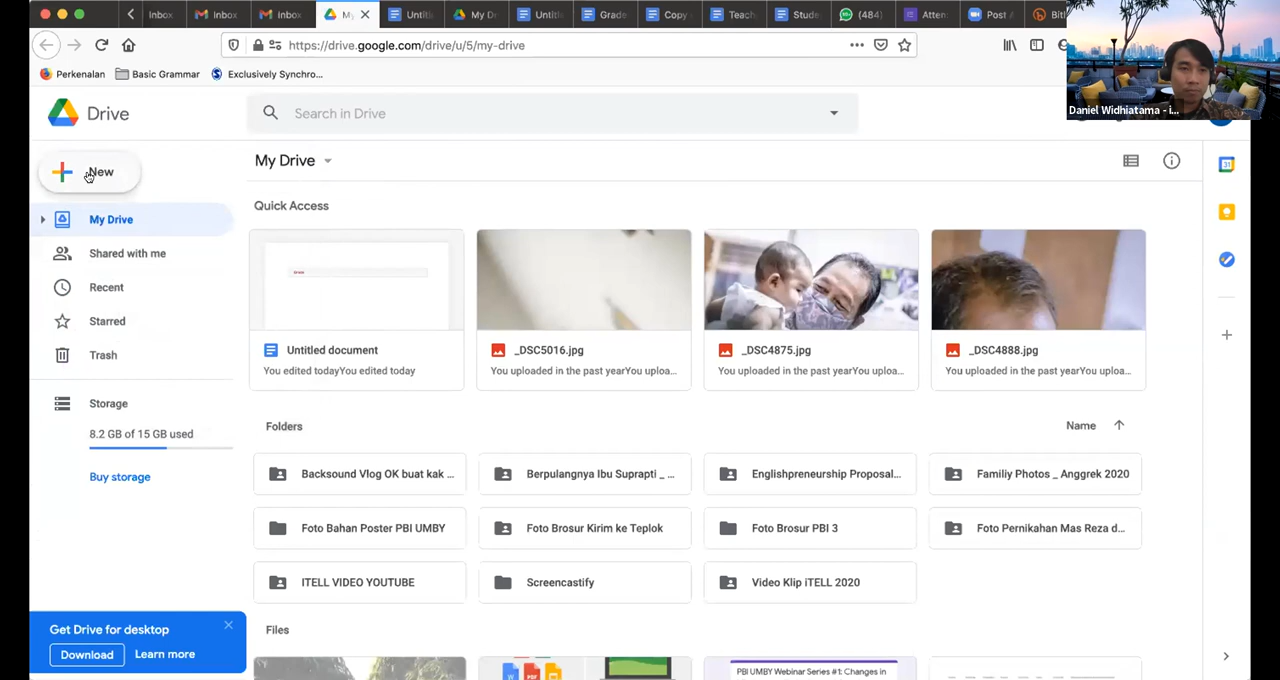 Inbox
Inbox
Inbox
My
Untitl
My D
Untitl
Grade
Copy
Teach
Stude
(484)
Atten
Post A
Bitl
https://drive.google.com/drive/u/5/my-drive
Perkenalan
Basic Grammar
Exclusively Synchro...
Daniel Widhiatama - i...
Drive
Search in Drive
New
My Drive
My Drive
Shared with me
Recent
Starred
Trash
Storage
8.2 GB of 15 GB used
Buy storage
Quick Access
Untitled document
You edited todayYou edited today
_DSC5016.jpg
You uploaded in the past yearYou uploa...
_DSC4875.jpg
You uploaded in the past yearYou uploa...
_DSC4888.jpg
You uploaded in the past yearYou uploa...
Folders
Name
Backsound Vlog OK buat kak ...
Berpulangnya Ibu Suprapti _ ...
Englishpreneurship Proposal...
Familiy Photos _ Anggrek 2020
Foto Bahan Poster PBI UMBY
Foto Brosur Kirim ke Teplok
Foto Brosur PBI 3
Foto Pernikahan Mas Reza d...
ITELL VIDEO YOUTUBE
Screencastify
Video Klip iTELL 2020
Files
PBI UMBY Webinar Series #1: Changes in
Get Drive for desktop
Download
Learn more